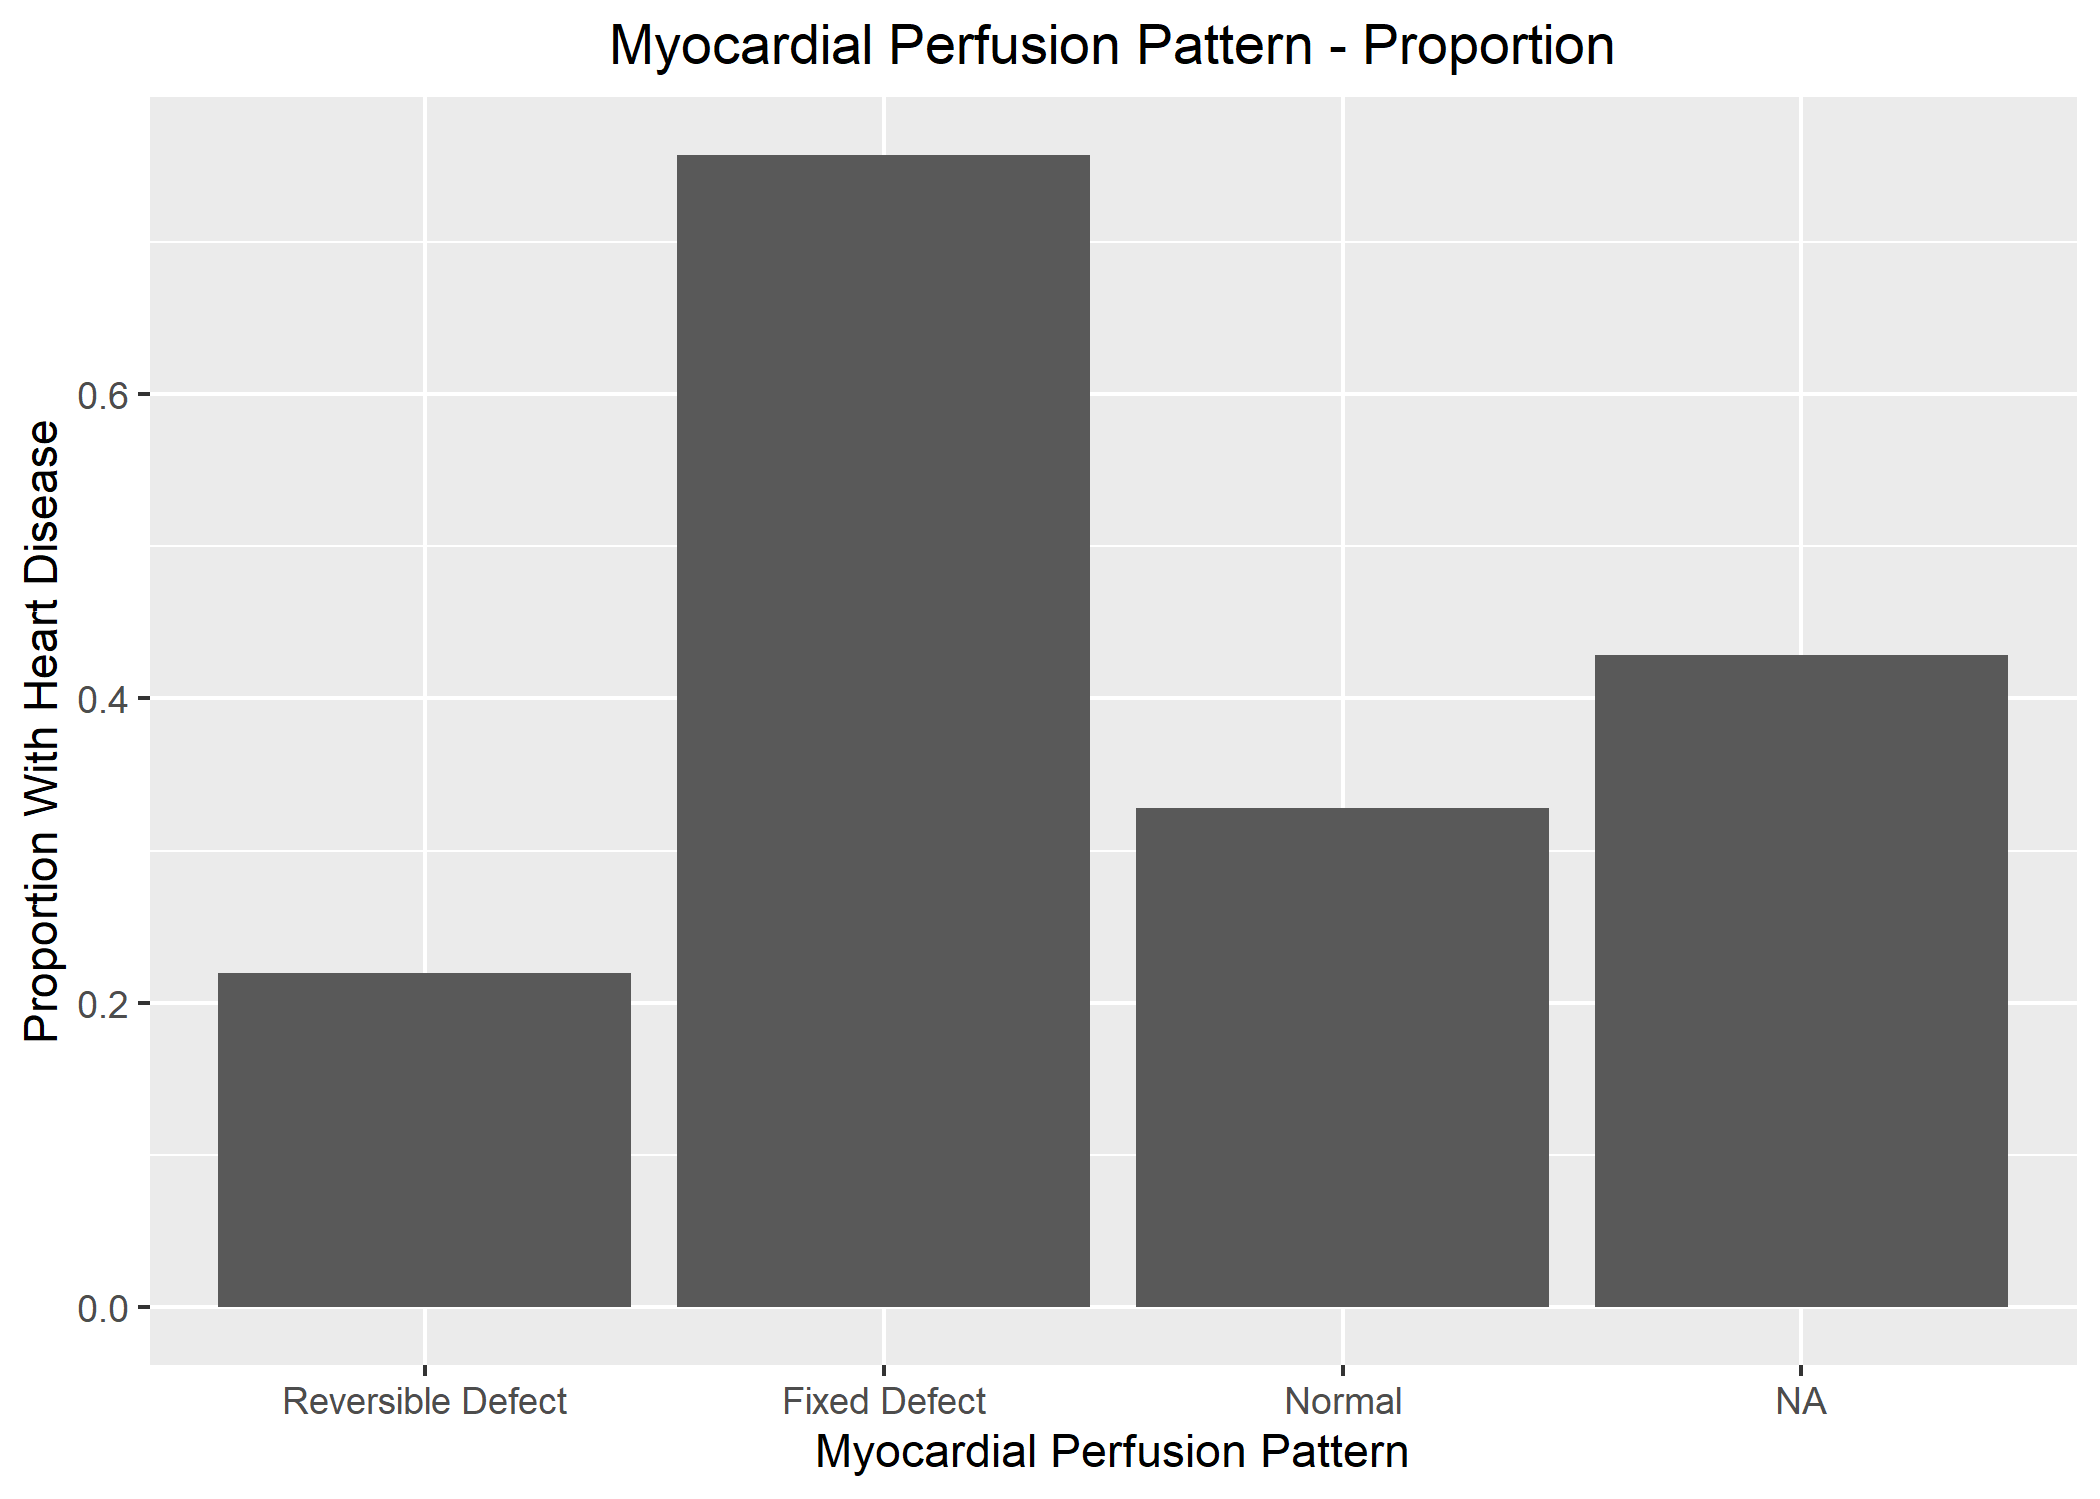 Myocardial Perfusion Pattern - Proportion
Proportion With Heart Disease
0.6
0.4
0.2
0.0
Reversible Defect
Fixed Defect
Normal
NA
Myocardial Perfusion Pattern